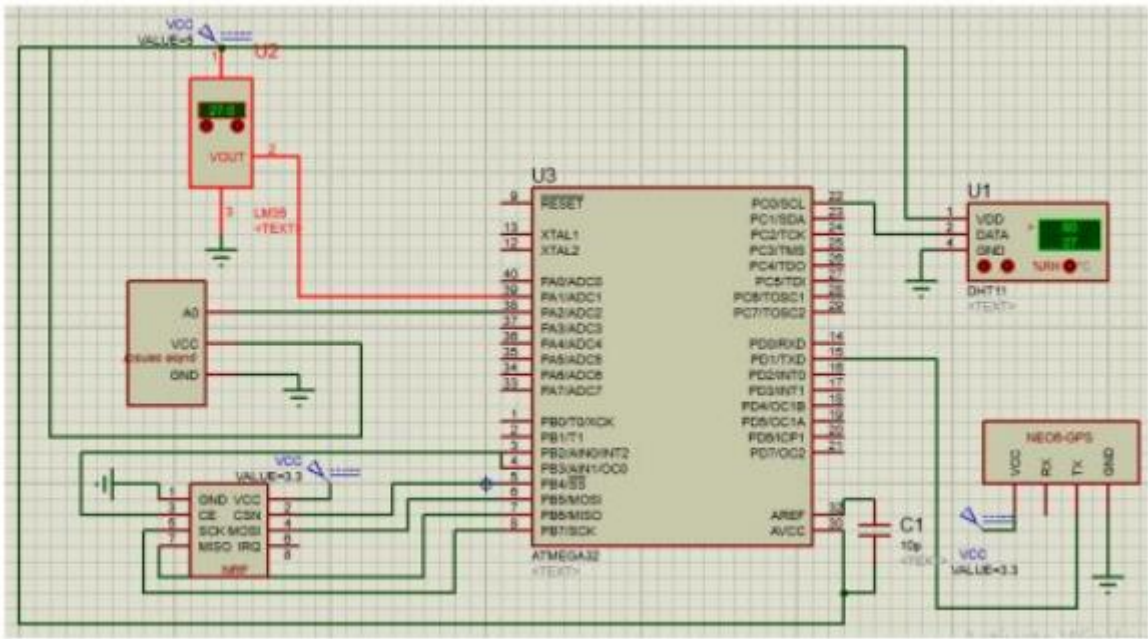 VCC
VALUE=5
U2
1
27.0
VOUT
2
3
LM35
<TEXT>
A0
VCC
GND
VCC
VALUE=3.3
1 GND VCC
3 CE CSN 2
5 SCK MOSI 4
7 MISO IRQ 6
8
NRF
U3
9 RESET
13 XTAL1
12 XTAL2
40 PA0/ADC0
39 PA1/ADC1
38 PA2/ADC2
37 PA3/ADC3
36 PA4/ADC4
35 PA5/ADC5
34 PA6/ADC6
33 PA7/ADC7
1 PB0/T0/XCK
2 PB1/T1
3 PB2/AIN0/INT2
4 PB3/AIN1/OC0
5 PB4/SS
6 PB5/MOSI
7 PB6/MISO
8 PB7/SCK
PC0/SCL 22
PC1/SDA 23
PC2/TCK 24
PC3/TMS 25
PC4/TDO 26
PC5/TDI 27
PC6/TOSC1 28
PC7/TOSC2 29
PD0/RXD 14
PD1/TXD 15
PD2/INT0 16
PD3/INT1 17
PD4/OC1B 18
PD5/OC1A 19
PD6/ICP1 20
PD7/OC2 21
AREF 32
AVCC 30
ATMEGA32
<TEXT>
C1
10p
<TEXT>
U1
1 VDD
2 DATA
4 GND
%RH °C
DHT11
<TEXT>
NEO6-GPS
VCC
RX
TX
GND
VCC
VALUE=3.3